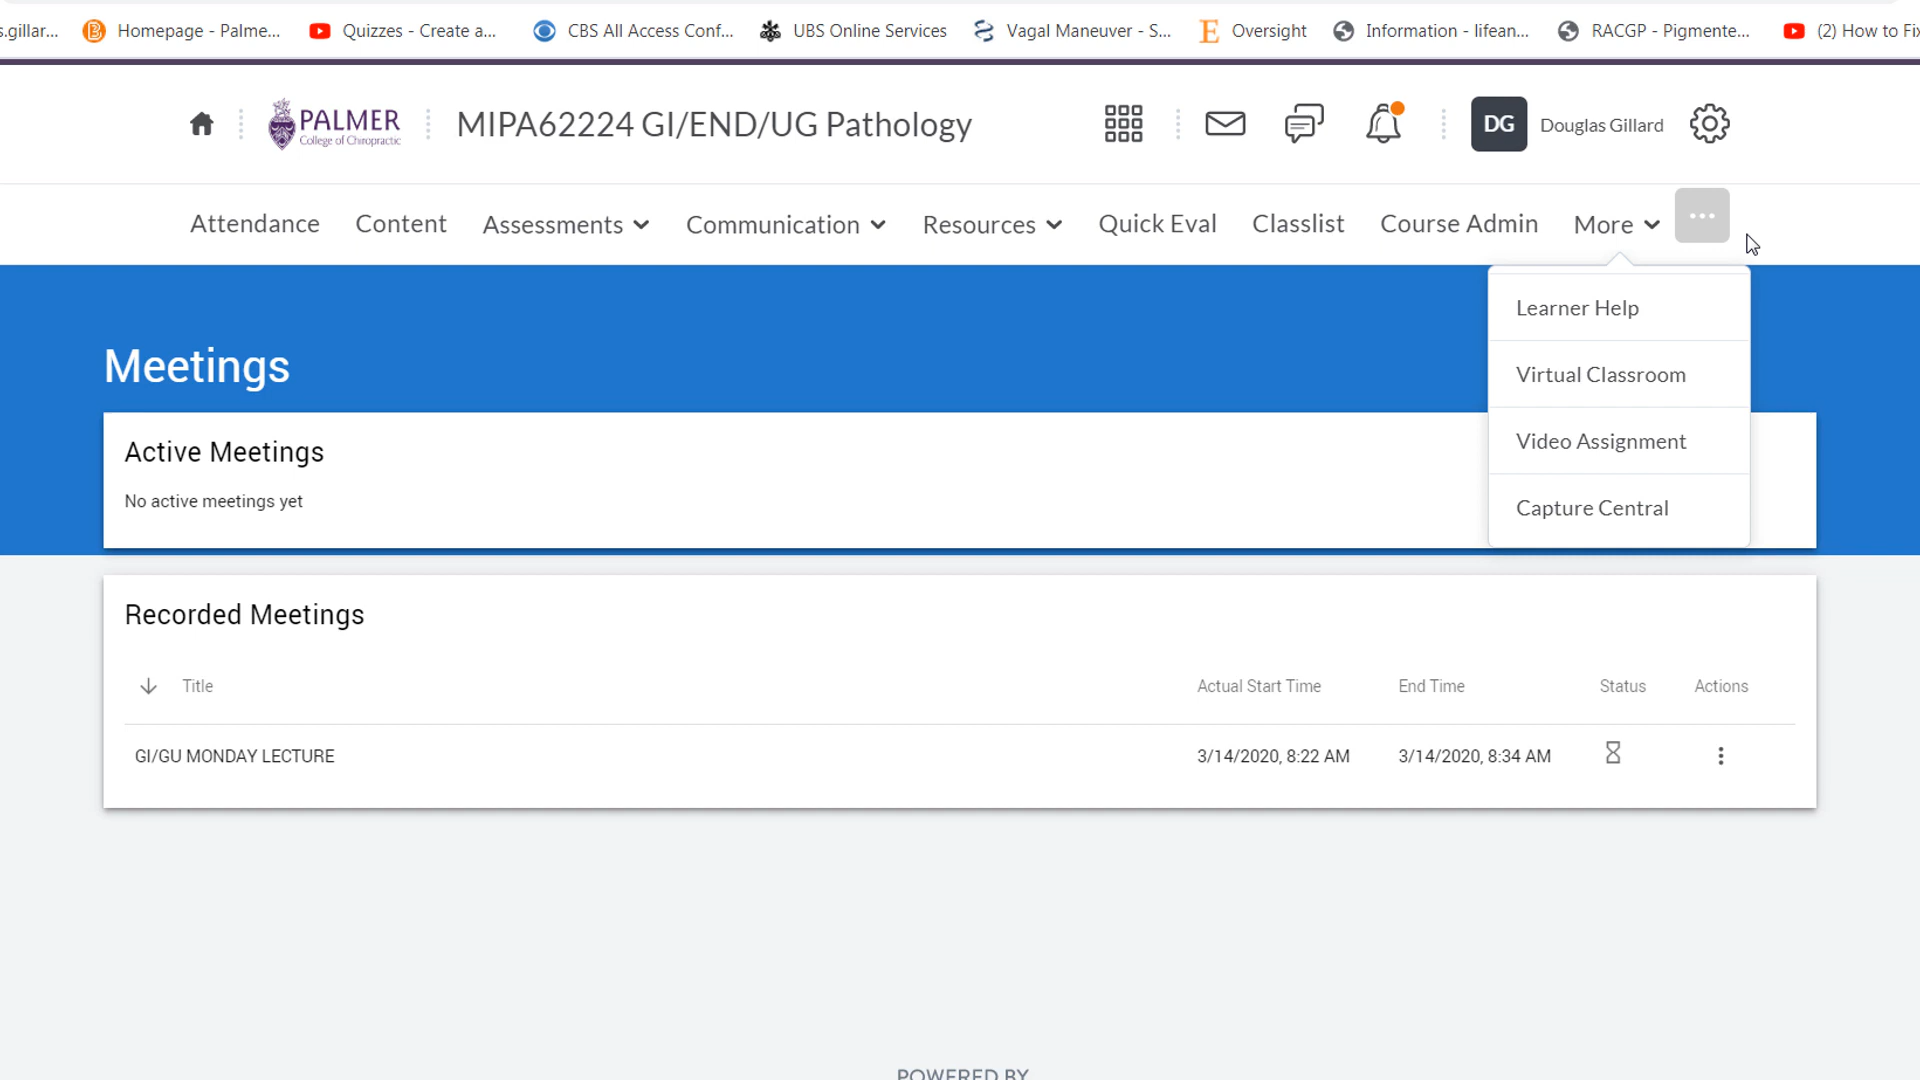 s.gillar...
Homepage - Palme...
Quizzes - Create a...
CBS All Access Conf...
UBS Online Services
Vagal Maneuver - S...
Oversight
Information - lifean...
RACGP - Pigmente...
(2) How to Fix
PALMER
College of Chiropractic
MIPA62224 GI/END/UG Pathology
DG
Douglas Gillard
Attendance
Content
Assessments
Communication
Resources
Quick Eval
Classlist
Course Admin
More
Learner Help
Virtual Classroom
Video Assignment
Capture Central
Meetings
Active Meetings
No active meetings yet
Recorded Meetings
Title
Actual Start Time
End Time
Status
Actions
GI/GU MONDAY LECTURE
3/14/2020, 8:22 AM
3/14/2020, 8:34 AM
POWERED BY